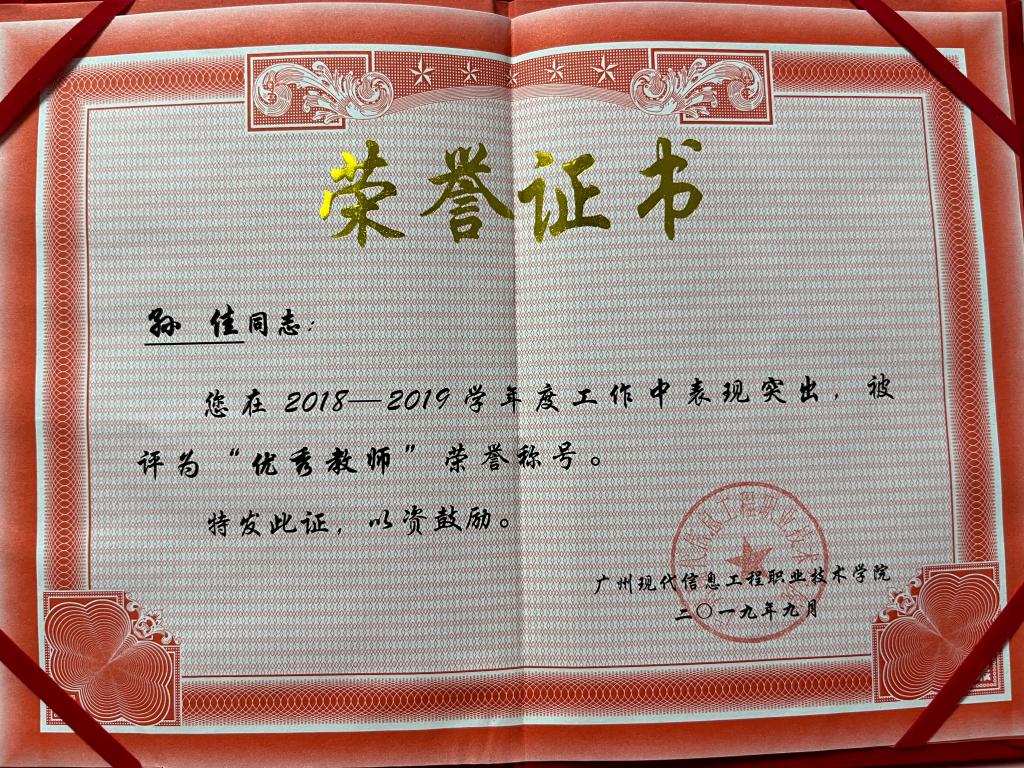 荣誉证书
孙 佳同志：
您在2018—2019学年度工作中表现突出，被
评为“优秀教师”荣誉称号。
特发此证，以资鼓励。
广州现代信息工程职业技术学院
二〇一九年九月